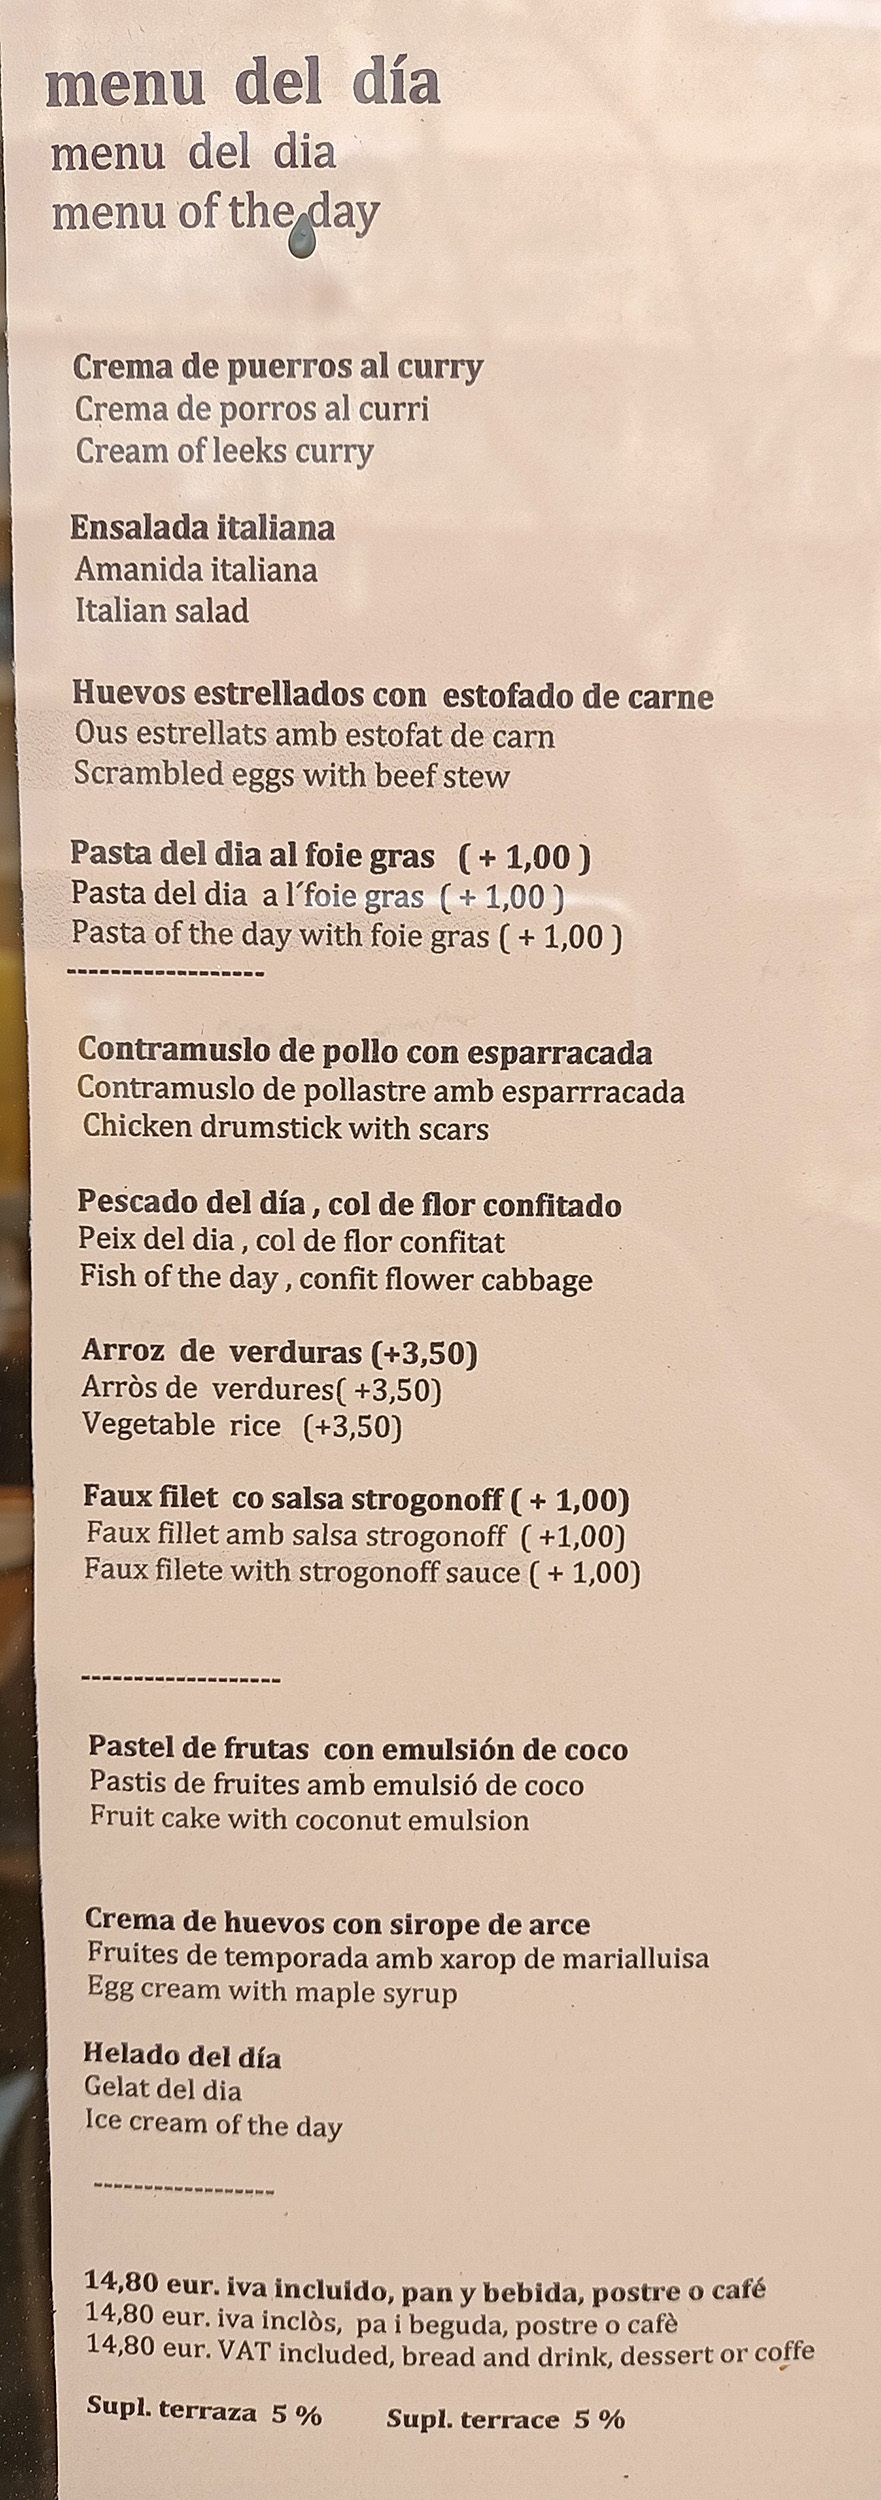 menu del día
menu del dia
menu of the day
Crema de puerros al curry
Crema de porros al curri
Cream of leeks curry
Ensalada italiana
Amanida italiana
Italian salad
Huevos estrellados con estofado de carne
Ous estrellats amb estofat de carn
Scrambled eggs with beef stew
Pasta del dia al foie gras ( + 1,00 )
Pasta del dia a l´foie gras ( + 1,00 )
Pasta of the day with foie gras ( + 1,00 )
------------------
Contramuslo de pollo con esparracada
Contramuslo de pollastre amb esparrracada
Chicken drumstick with scars
Pescado del día , col de flor confitado
Peix del dia , col de flor confitat
Fish of the day , confit flower cabbage
Arroz de verduras (+3,50)
Arròs de verdures( +3,50)
Vegetable rice (+3,50)
Faux filet co salsa strogonoff ( + 1,00)
Faux fillet amb salsa strogonoff ( +1,00)
Faux filete with strogonoff sauce ( + 1,00)
------------------
Pastel de frutas con emulsión de coco
Pastis de fruites amb emulsió de coco
Fruit cake with coconut emulsion
Crema de huevos con sirope de arce
Fruites de temporada amb xarop de marialluisa
Egg cream with maple syrup
Helado del día
Gelat del dia
Ice cream of the day
------------------
14,80 eur. iva incluido, pan y bebida, postre o café
14,80 eur. iva inclòs, pa i beguda, postre o cafè
14,80 eur. VAT included, bread and drink, dessert or coffe
Supl. terraza 5 % Supl. terrace 5 %